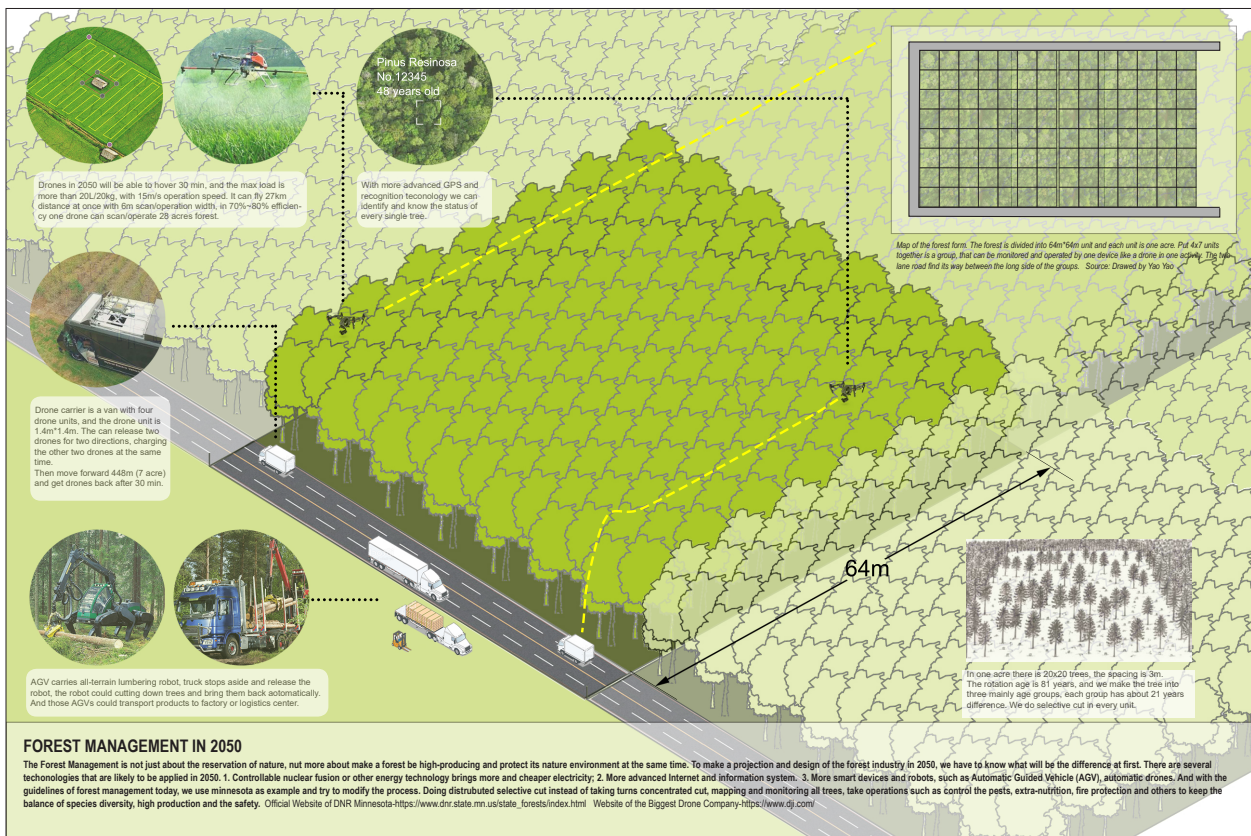 Pinus Resinosa
No.12345
48 years old
Drones in 2050 will be able to hover 30 min, and the max load is
more than 20L/20kg, with 15m/s operation speed. It can fly 27km
distance at once with 6m scan/operation width, in 70%~80% efficien-
cy one drone can scan/operate 28 acres forest.
With more advanced GPS and
recognition teconology we can
identify and know the status of
every single tree.
Map of the forest form. The forest is divided into 64m*64m unit and each unit is one acre. Put 4x7 units
together is a group, that can be monitored and operated by one device like a drone in one activity. The two
lane road find its way between the long side of the groups. Source: Drawed by Yao Yao
Drone carrier is a van with four
drone units, and the drone unit is
1.4m*1.4m. The can release two
drones for two directions, charging
the other two drones at the same
time.
Then move forward 448m (7 acre)
and get drones back after 30 min.
64m
AGV carries all-terrain lumbering robot, truck stops aside and release the
robot, the robot could cutting down trees and bring them back aotomatically.
And those AGVs could transport products to factory or logistics center.
In one acre there is 20x20 trees, the spacing is 3m.
The rotation age is 81 years, and we make the tree into
three mainly age groups, each group has about 21 years
difference. We do selective cut in every unit.
FOREST MANAGEMENT IN 2050
The Forest Management is not just about the reservation of nature, nut more about make a forest be high-producing and protect its nature environment at the same time. To make a projection and design of the forest industry in 2050, we have to know what will be the difference at first. There are several
techonologies that are likely to be applied in 2050. 1. Controllable nuclear fusion or other energy technology brings more and cheaper electricity; 2. More advanced Internet and information system. 3. More smart devices and robots, such as Automatic Guided Vehicle (AGV), automatic drones. And with the
guidelines of forest management today, we use minnesota as example and try to modify the process. Doing distrubuted selective cut instead of taking turns concentrated cut, mapping and monitoring all trees, take operations such as control the pests, extra-nutrition, fire protection and others to keep the
balance of species diversity, high production and the safety. Official Website of DNR Minnesota-https://www.dnr.state.mn.us/state_forests/index.html Website of the Biggest Drone Company-https://www.dji.com/